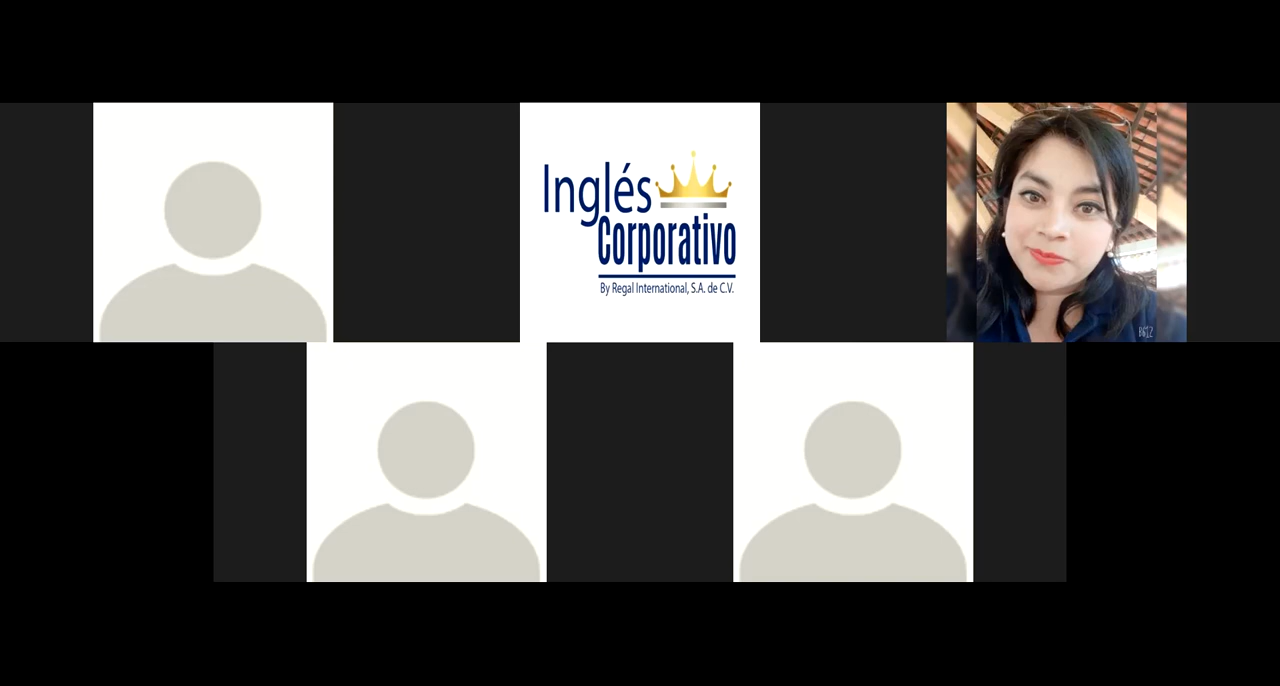 Inglés
Corporativo
By Regal International, S.A. de C.V.